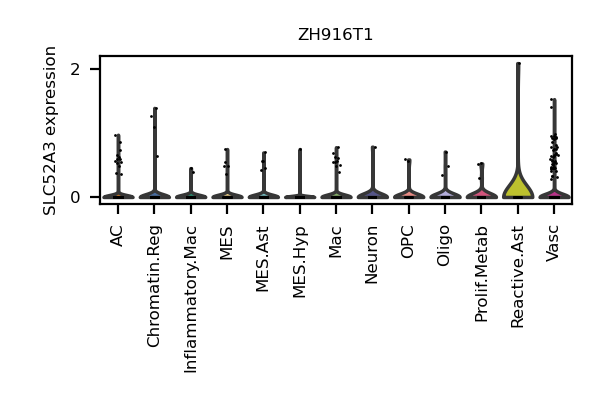 ZH916T1
SLC52A3 expression
2
0
AC
Chromatin.Reg
Inflammatory.Mac
MES
MES.Ast
MES.Hyp
Mac
Neuron
OPC
Oligo
Prolif.Metab
Reactive.Ast
Vasc